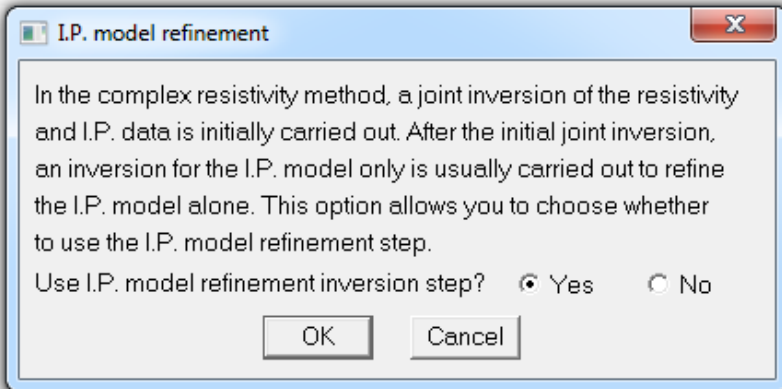 I.P. model refinement
In the complex resistivity method, a joint inversion of the resistivity
and I.P. data is initially carried out. After the initial joint inversion,
an inversion for the I.P. model only is usually carried out to refine
the I.P. model alone. This option allows you to choose whether
to use the I.P. model refinement step.
Use I.P. model refinement inversion step? Yes No
OK Cancel